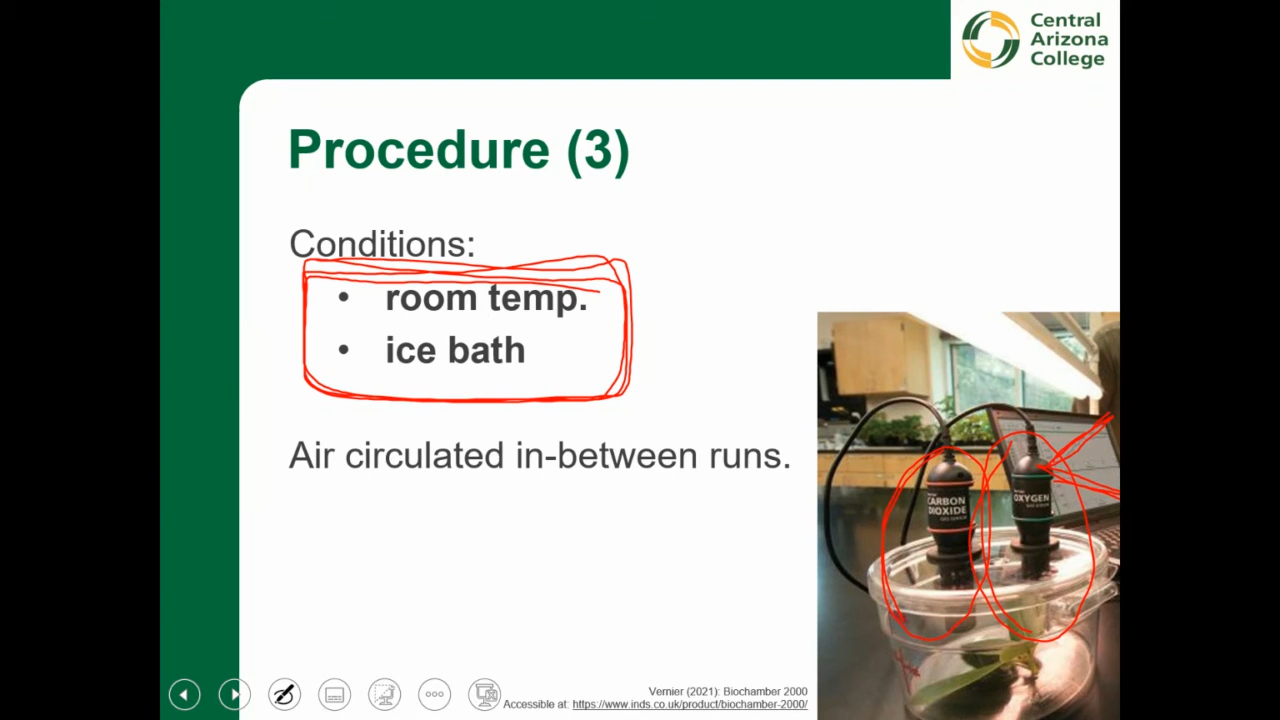 Central
Arizona
College
Procedure (3)
Conditions:
• room temp.
• ice bath
Air circulated in-between runs.
CARBON
DIOXIDE
OXYGEN
Vernier (2021): Biochamber 2000
Accessible at: https://www.inds.co.uk/product/biochamber-2000/